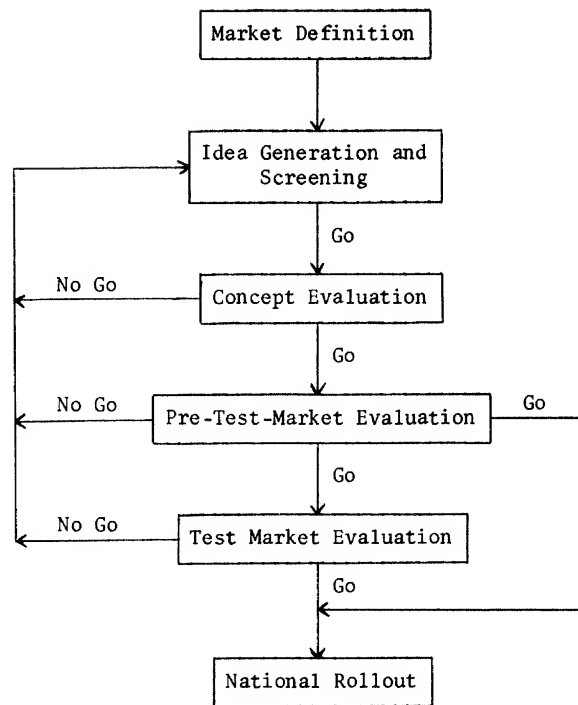 Market Definition
Idea Generation and
Screening
Go
No Go
Concept Evaluation
Go
No Go
Pre-Test-Market Evaluation
Go
Go
No Go
Test Market Evaluation
Go
National Rollout